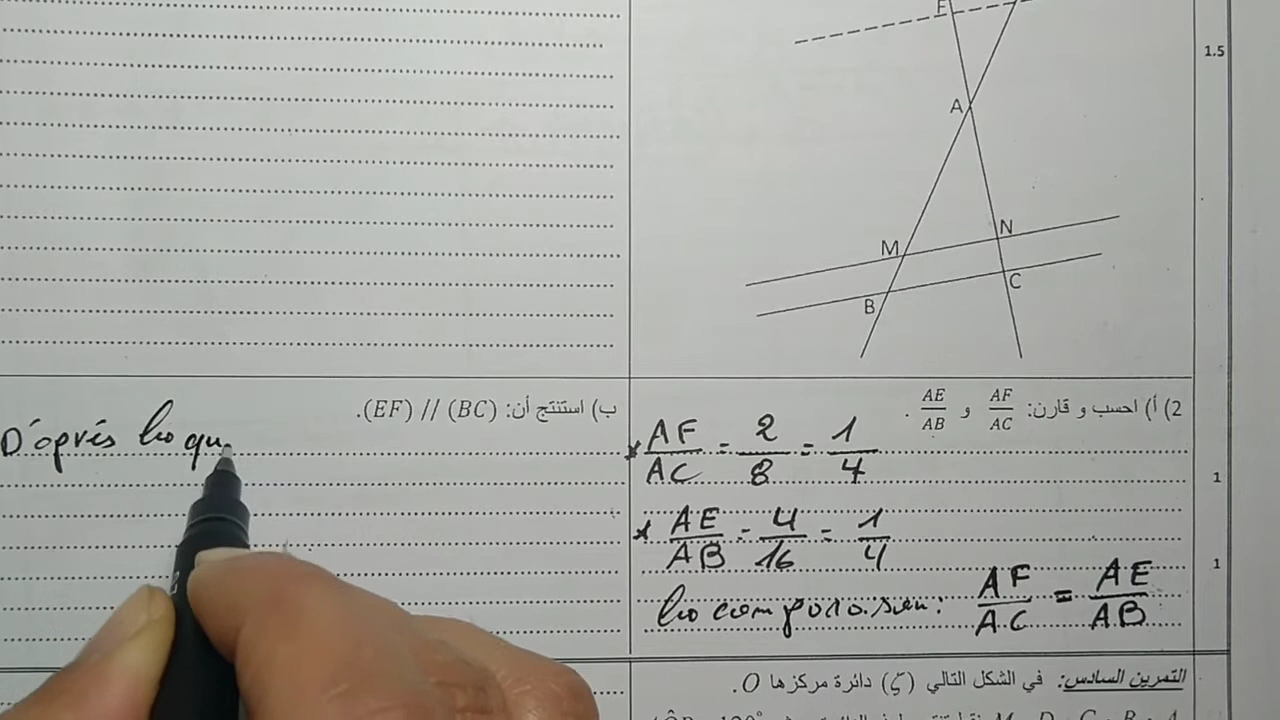 F
A
N
M
C
B
1.5
2) أ) احسب و قارن: AF/AC و AE/AB .
* AF/AC = 2/8 = 1/4
1
* AE/AB = 4/16 = 1/4
1
AF/AC = AE/AB
ب) استنتج أن: (EF) // (BC).
D'après la qu
التمرين السادس: في الشكل التالي (ζ) دائرة مركزها O.